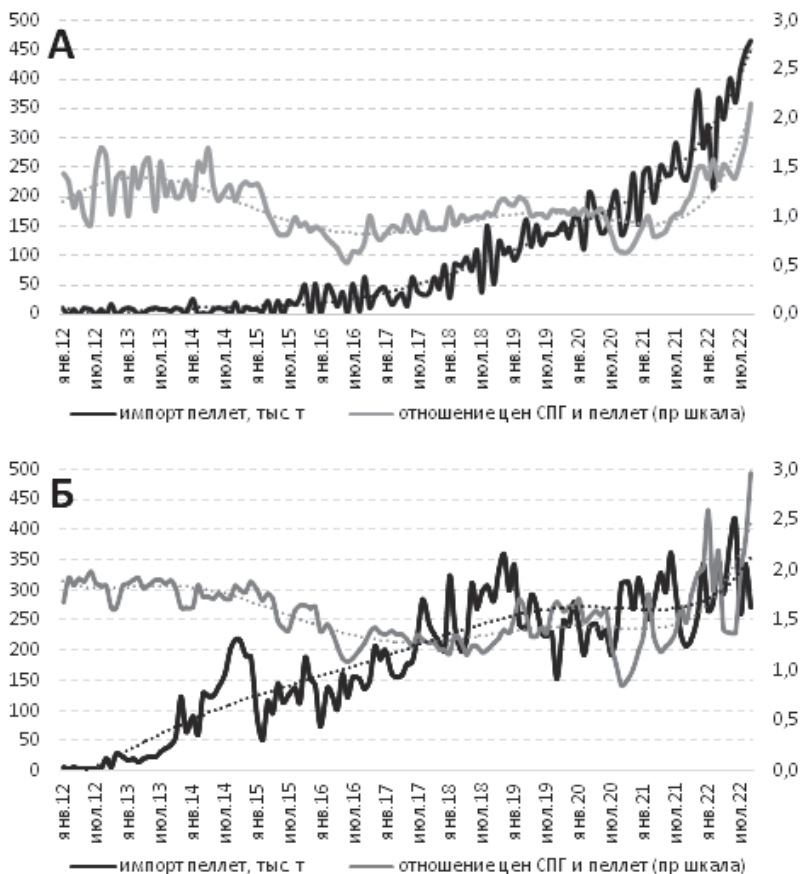 А
500
450
400
350
300
250
200
150
100
50
0
3,0
2,5
2,0
1,5
1,0
0,5
0,0
янв.12
июл.12
янв.13
июл.13
янв.14
июл.14
янв.15
июл.15
янв.16
июл.16
янв.17
июл.17
янв.18
июл.18
янв.19
июл.19
янв.20
июл.20
янв.21
июл.21
янв.22
июл.22
импорт пеллет, тыс. т
отношение цен СПГ и пеллет (пр шкала)
Б
500
450
400
350
300
250
200
150
100
50
0
3,0
2,5
2,0
1,5
1,0
0,5
0,0
янв.12
июл.12
янв.13
июл.13
янв.14
июл.14
янв.15
июл.15
янв.16
июл.16
янв.17
июл.17
янв.18
июл.18
янв.19
июл.19
янв.20
июл.20
янв.21
июл.21
янв.22
июл.22
импорт пеллет, тыс. т
отношение цен СПГ и пеллет (пр шкала)